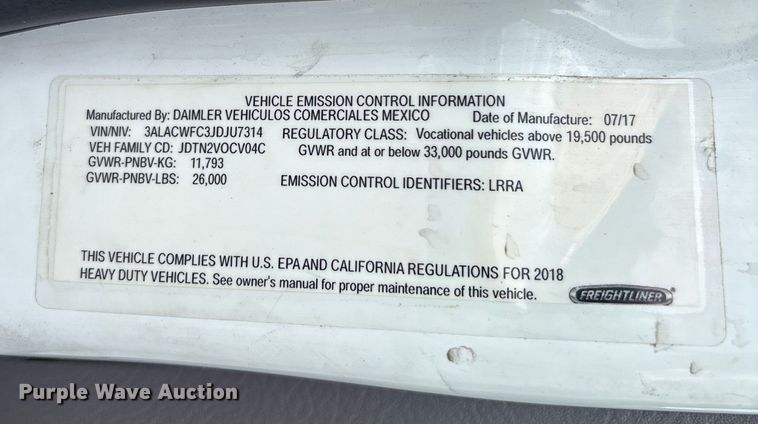 VEHICLE EMISSION CONTROL INFORMATION
Manufactured By: DAIMLER VEHICULOS COMERCIALES MEXICO Date of Manufacture: 07/17
VIN/NIV: 3ALACWFC3JDJU7314 REGULATORY CLASS: Vocational vehicles above 19,500 pounds
VEH FAMILY CD: JDTN2VOCV04C GVWR and at or below 33,000 pounds GVWR.
GVWR-PNBV-KG: 11,793
GVWR-PNBV-LBS: 26,000 EMISSION CONTROL IDENTIFIERS: LRRA
THIS VEHICLE COMPLIES WITH U.S. EPA AND CALIFORNIA REGULATIONS FOR 2018
HEAVY DUTY VEHICLES. See owner's manual for proper maintenance of this vehicle.
FREIGHTLINER
Purple Wave Auction